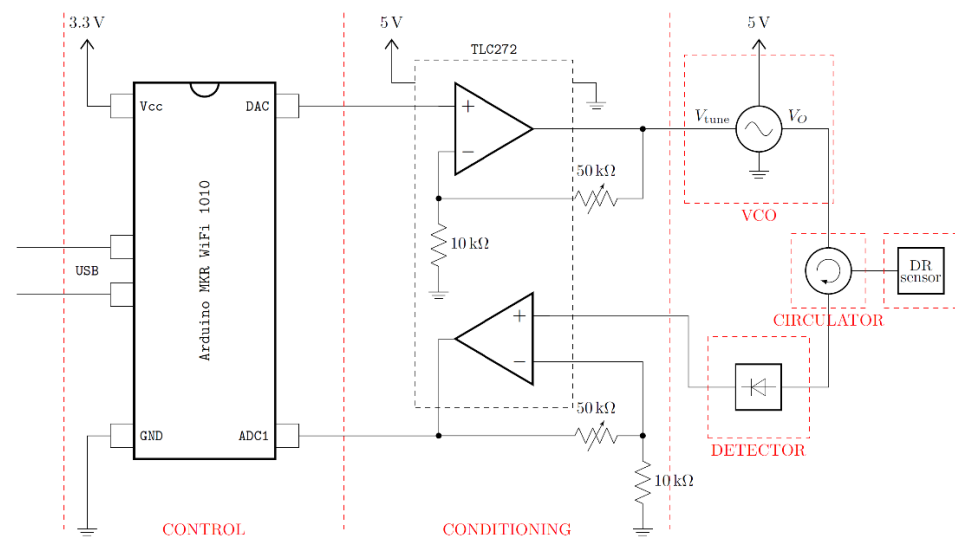 3.3 V
5 V
5 V
TLC272
Vcc
DAC
+
−
Vtune
VO
50 kΩ
VCO
10 kΩ
USB
Arduino MKR WiFi 1010
DR
sensor
+
−
CIRCULATOR
50 kΩ
GND
ADC1
DETECTOR
10 kΩ
CONTROL
CONDITIONING